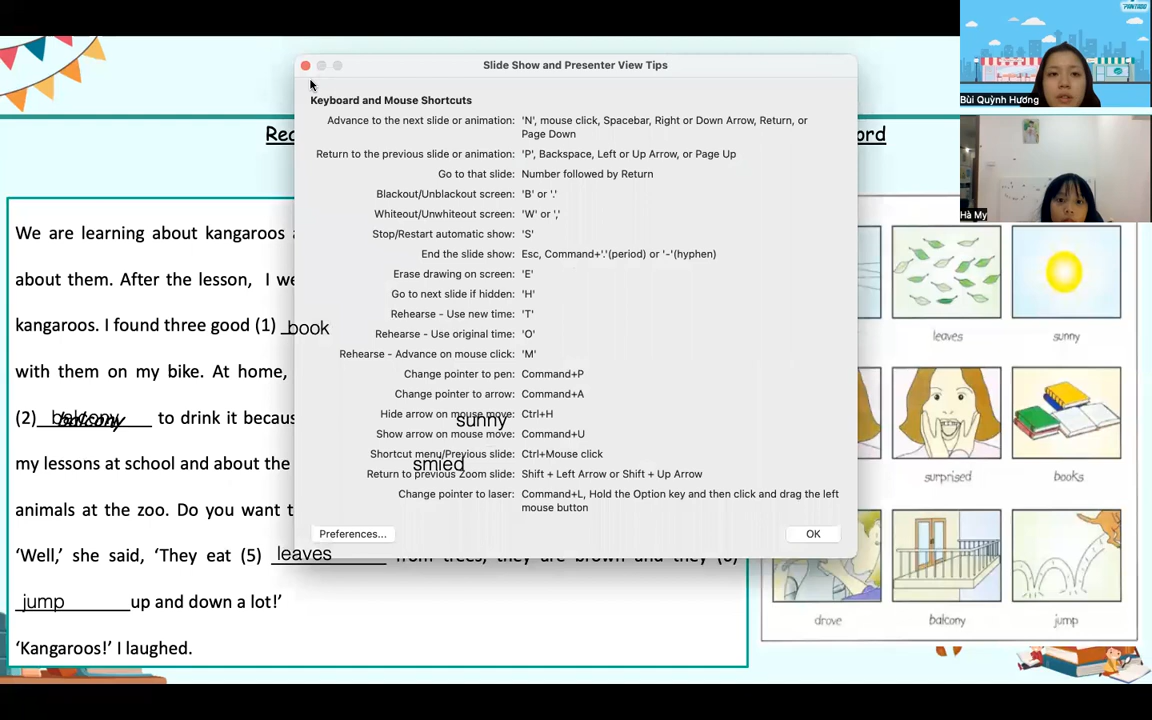 PANTADO
Bùi Quỳnh Hương
Hà My
Slide Show and Presenter View Tips
Keyboard and Mouse Shortcuts
Advance to the next slide or animation: 'N', mouse click, Spacebar, Right or Down Arrow, Return, or
Page Down
Return to the previous slide or animation: 'P', Backspace, Left or Up Arrow, or Page Up
Go to that slide: Number followed by Return
Blackout/Unblackout screen: 'B' or '.'
Whiteout/Unwhiteout screen: 'W' or ','
Stop/Restart automatic show: 'S'
End the slide show: Esc, Command+'.'(period) or '-'(hyphen)
Erase drawing on screen: 'E'
Go to next slide if hidden: 'H'
Rehearse - Use new time: 'T'
Rehearse - Use original time: 'O'
Rehearse - Advance on mouse click: 'M'
Change pointer to pen: Command+P
Change pointer to arrow: Command+A
Hide arrow on mouse move: Ctrl+H
Show arrow on mouse move: Command+U
Shortcut menu/Previous slide: Ctrl+Mouse click
Return to previous Zoom slide: Shift + Left Arrow or Shift + Up Arrow
Change pointer to laser: Command+L, Hold the Option key and then click and drag the left
mouse button
Preferences...
OK
sunny
smied
We are learning about kangaroos
about them. After the lesson, I
kangaroos. I found three good (1) book
with them on my bike. At home,
(2) balcony to drink it
my lessons at school and about the
animals at the zoo. Do you want
'Well,' she said, 'They eat (5) leaves from trees, they are brown and they (6)
jump up and down a lot!'
'Kangaroos!' I laughed.
leaves
sunny
surprised
books
drove
balcony
jump